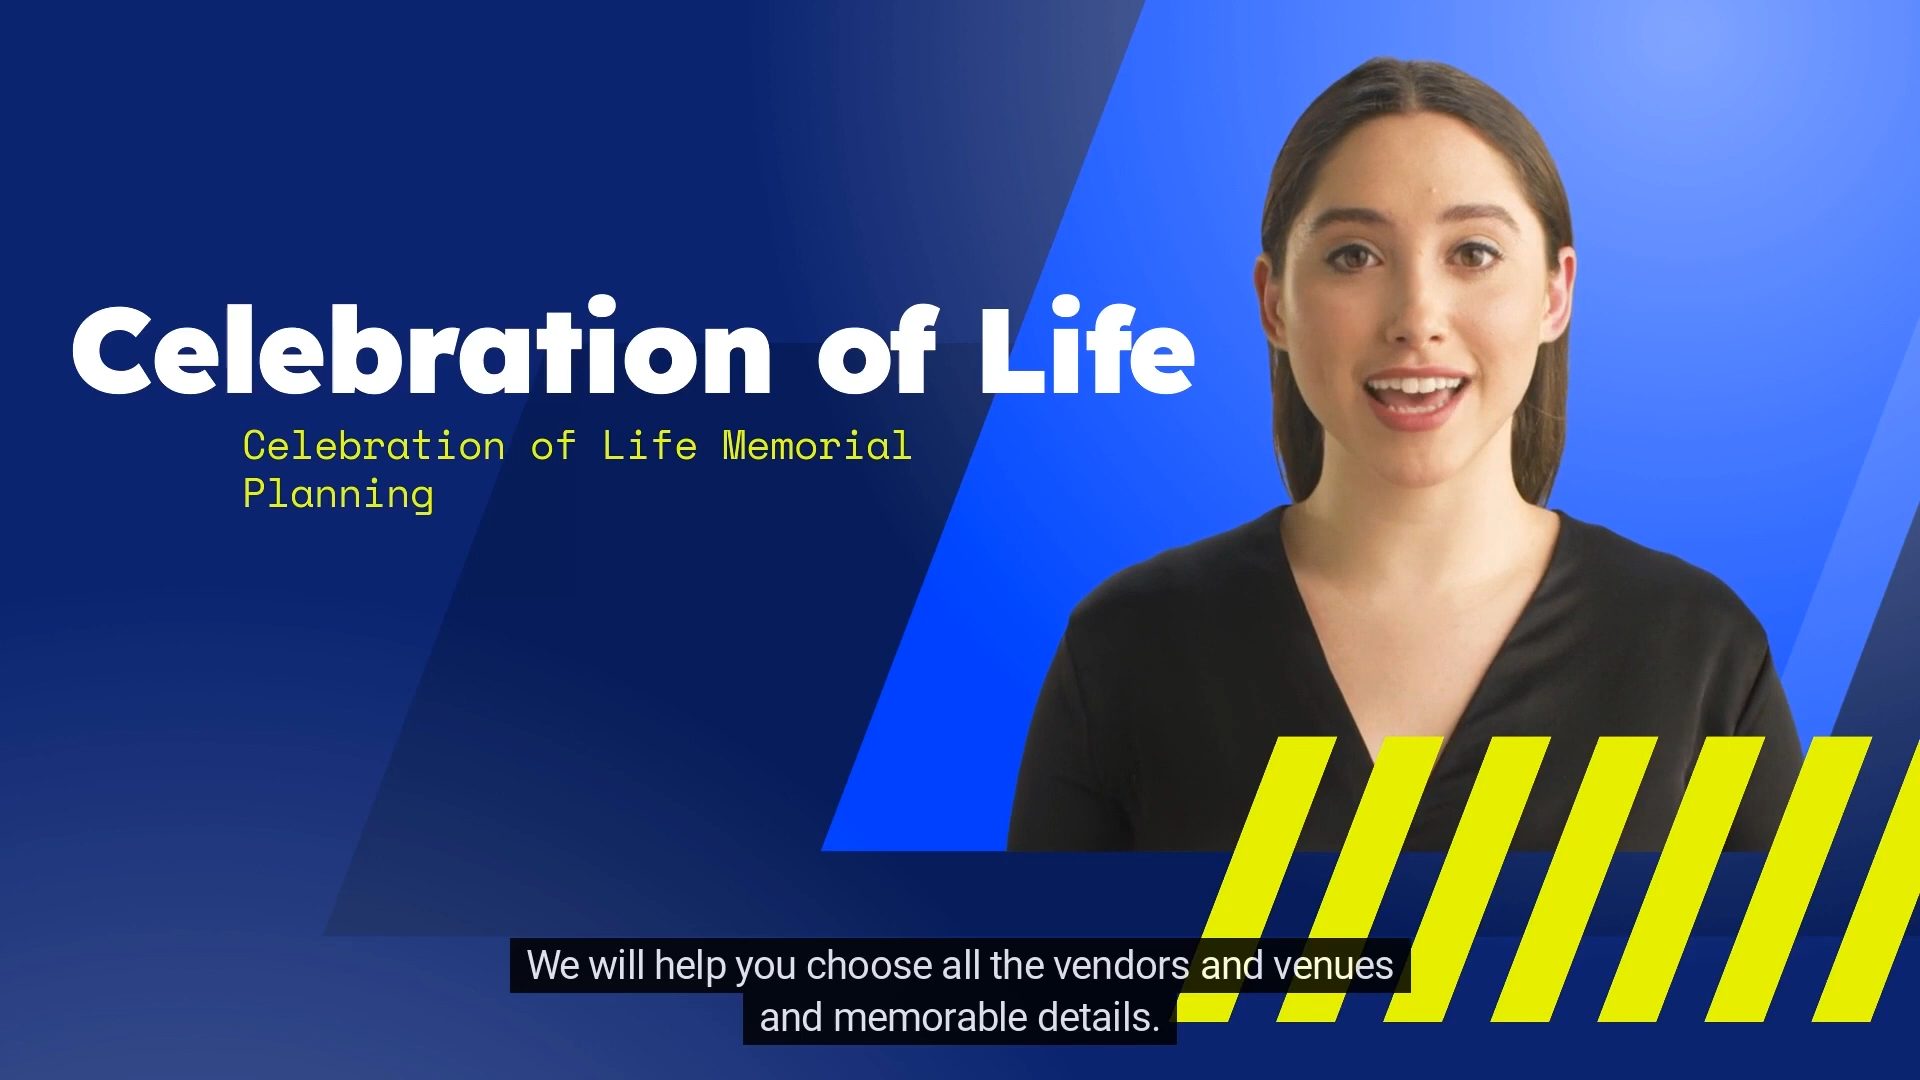 Celebration of Life
Celebration of Life Memorial
Planning
We will help you choose all the vendors and venues
and memorable details.